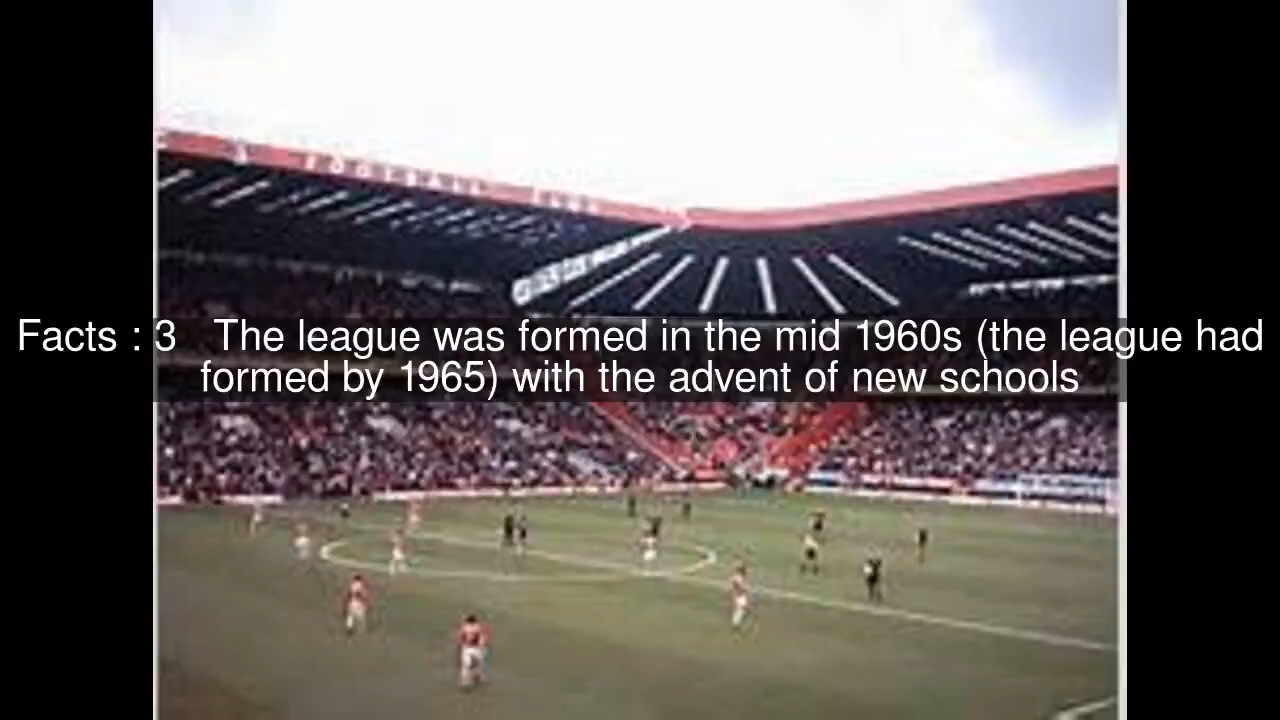 FOOTBALL
Facts : 3   The league was formed in the mid 1960s (the league had
formed by 1965) with the advent of new schools